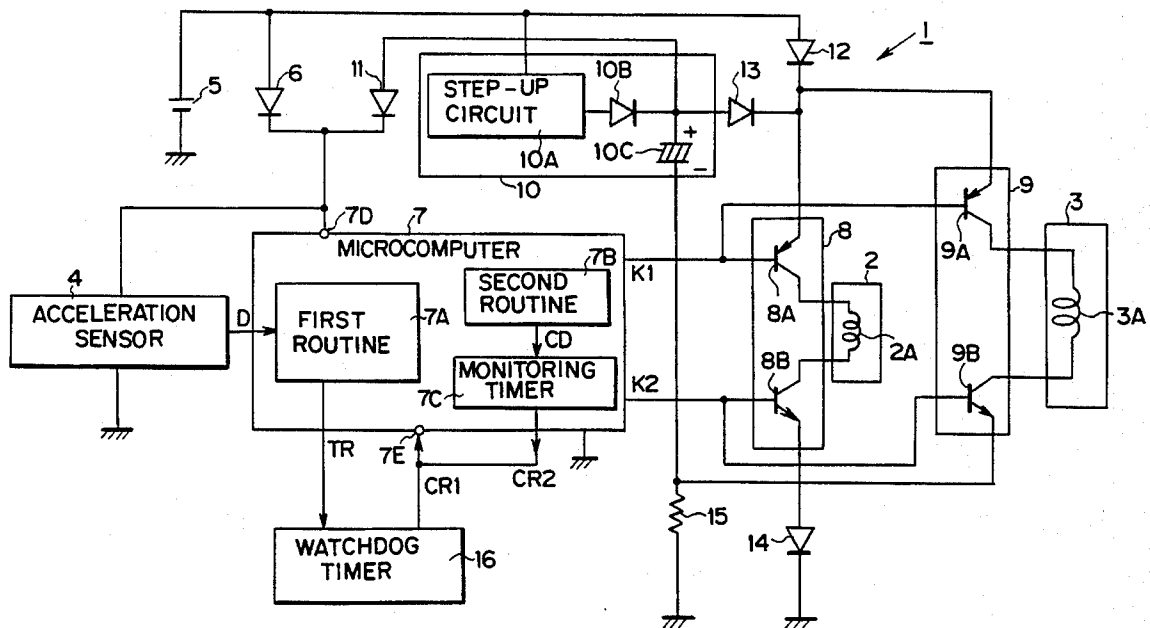 1
12
6
11
5
13
10B
STEP-UP
CIRCUIT
10A
+
10C
-
10
9
7D
7
MICROCOMPUTER
8
3
4
K1
7B
9A
2
ACCELERATION
SENSOR
D
SECOND
ROUTINE
8A
FIRST
ROUTINE
7A
CD
2A
3A
MONITORING
TIMER
7C
K2
8B
9B
7E
TR
CR1
CR2
15
14
WATCHDOG
TIMER
16